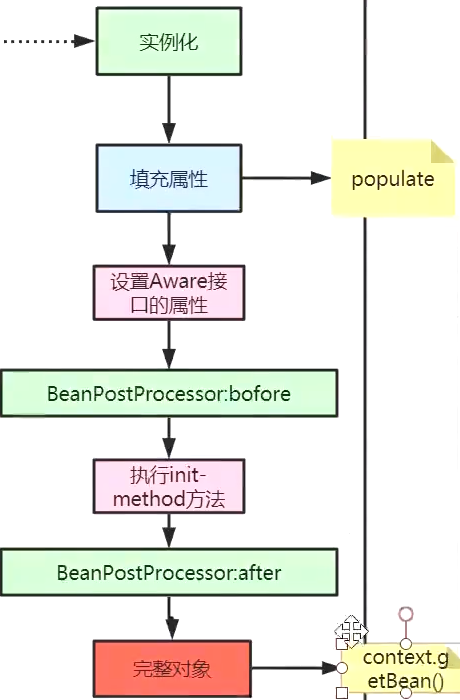 实例化
填充属性
populate
设置Aware接
口的属性
BeanPostProcessor:bofore
执行init-
method方法
BeanPostProcessor:after
完整对象
context.g
etBean()